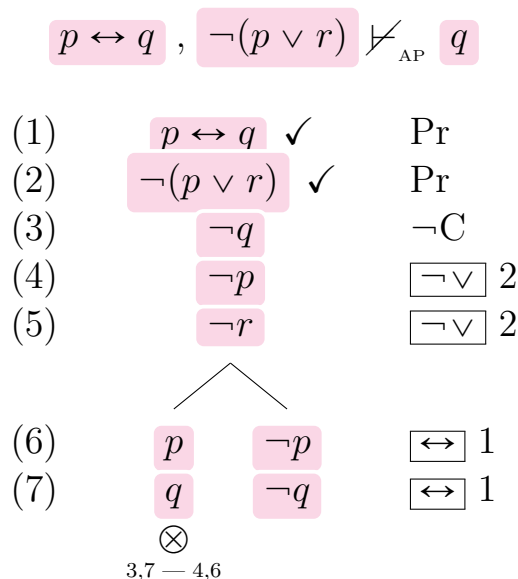 p ↔ q , ¬(p ∨ r) ⊬AP q
(1) p ↔ q ✓ Pr
(2) ¬(p ∨ r) ✓ Pr
(3) ¬q ¬C
(4) ¬p ¬∨ 2
(5) ¬r ¬∨ 2
(6) p ¬p ↔ 1
(7) q ¬q ↔ 1
⊗
3,7 — 4,6